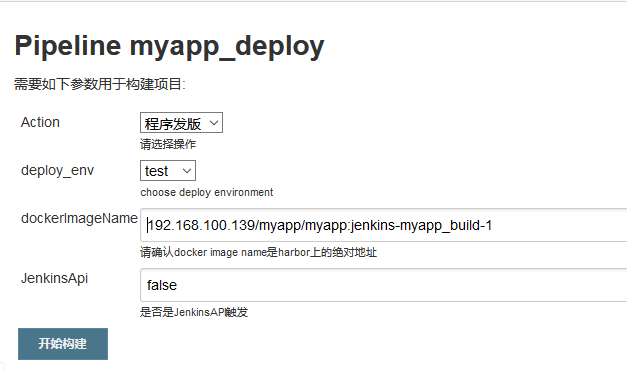 Pipeline myapp_deploy
需要如下参数用于构建项目:
Action
程序发版
请选择操作
deploy_env
test
choose deploy environment
dockerImageName
192.168.100.139/myapp/myapp:jenkins-myapp_build-1
请确认docker image name是harbor上的绝对地址
JenkinsApi
false
是否是JenkinsAPI触发
开始构建